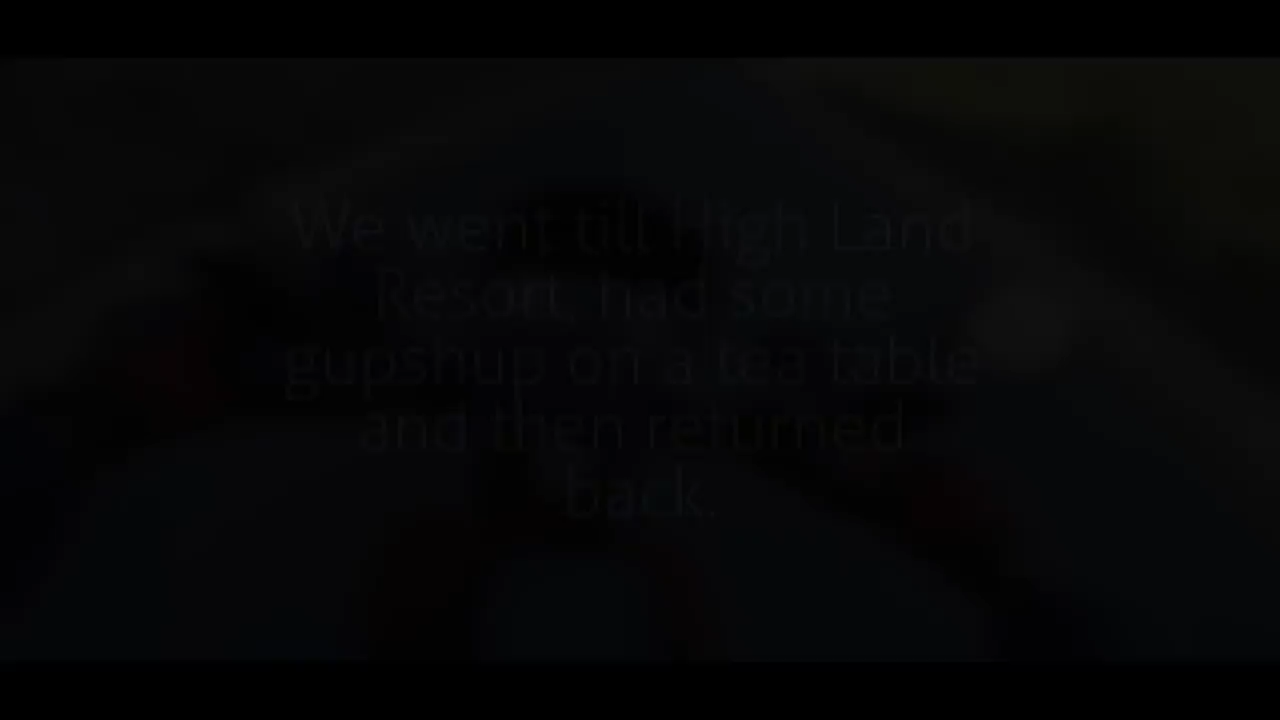 We went till High Land
Resort, had some
gupshup on a tea table
and then returned
back.